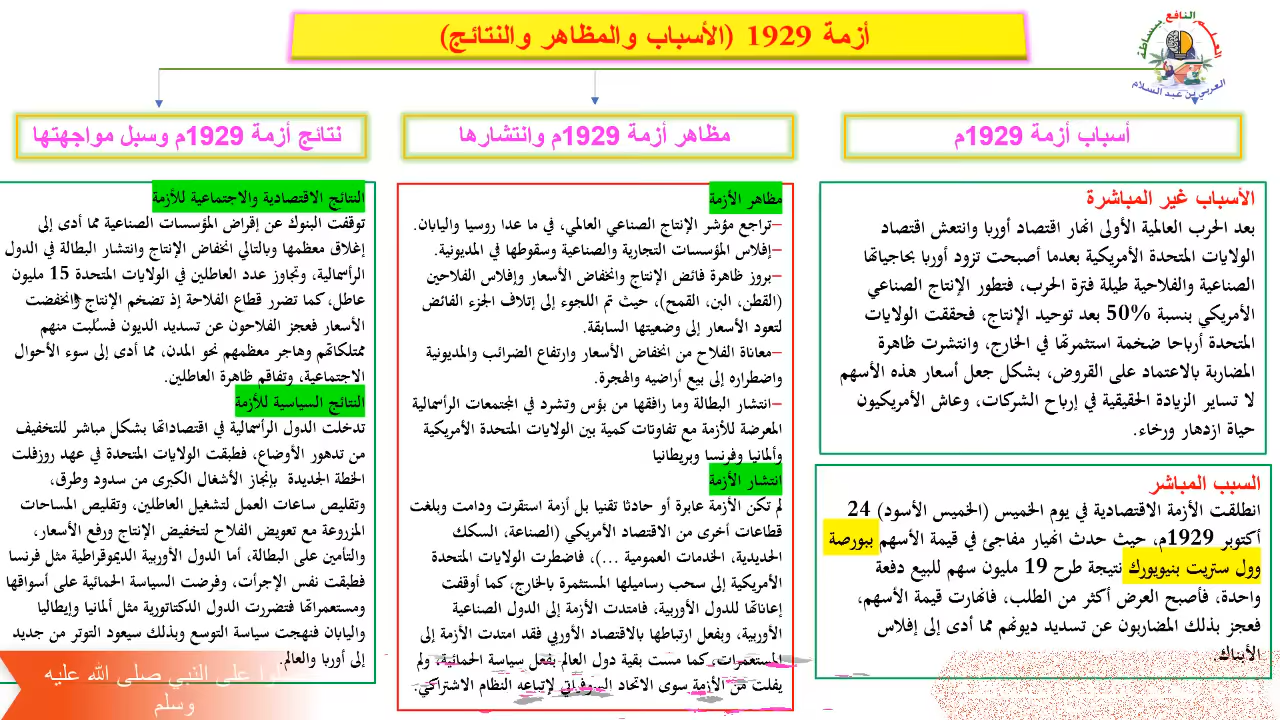 أزمة 1929 (الأسباب والمظاهر والنتائج)
العلم النافع ببساطة
العربي بن عبد السلام
أسباب أزمة 1929م
الأسباب غير المباشرة
بعد الحرب العالمية الأولى انهار اقتصاد أوربا وانتعش اقتصاد
الولايات المتحدة الأمريكية بعدما أصبحت تزود أوربا بحاجياتها
الصناعية والفلاحية طيلة فترة الحرب، فتطور الإنتاج الصناعي
الأمريكي بنسبة 50% بعد توحيد الإنتاج، فحققت الولايات
المتحدة أرباحا ضخمة استثمرتها في الخارج، وانتشرت ظاهرة
المضاربة بالاعتماد على القروض، بشكل جعل أسعار هذه الأسهم
لا تساير الزيادة الحقيقية في إرباح الشركات، وعاش الأمريكيون
حياة ازدهار ورخاء.
السبب المباشر
انطلقت الأزمة الاقتصادية في يوم الخميس (الخميس الأسود) 24
أكتوبر 1929م، حيث حدث انهيار مفاجئ في قيمة الأسهم ببورصة
وول ستريت بنيويورك نتيجة طرح 19 مليون سهم للبيع دفعة
واحدة، فأصبح العرض أكثر من الطلب، فانهارت قيمة الأسهم،
فعجز بذلك المضاربون عن تسديد ديونهم مما أدى إلى إفلاس
الأبناك
مظاهر أزمة 1929م وانتشارها
مظاهر الأزمة
–تراجع مؤشر الإنتاج الصناعي العالمي، في ما عدا روسيا واليابان.
–إفلاس المؤسسات التجارية والصناعية وسقوطها في المديونية.
–بروز ظاهرة فائض الإنتاج وانخفاض الأسعار وإفلاس الفلاحين
(القطن، البن، القمح)، حيث تم اللجوء إلى إتلاف الجزء الفائض
لتعود الأسعار إلى وضعيتها السابقة.
–معاناة الفلاح من انخفاض الأسعار وارتفاع الضرائب والمديونية
واضطراره إلى بيع أراضيه والهجرة.
–انتشار البطالة وما رافقها من بؤس وتشرد في المجتمعات الرأسمالية
المعرضة للأزمة مع تفاوتات كمية بين الولايات المتحدة الأمريكية
وألمانيا وفرنسا وبريطانيا
انتشار الأزمة
لم تكن الأزمة عابرة أو حادثا تقنيا بل أزمة استقرت ودامت وبلغت
قطاعات أخرى من الاقتصاد الأمريكي (الصناعة، السكك
الحديدية، الخدمات العمومية ...)، فاضطرت الولايات المتحدة
الأمريكية إلى سحب رساميلها المستثمرة بالخارج، كما أوقفت
إعاناتها للدول الأوربية، فامتدت الأزمة إلى الدول الصناعية
الأوربية، وبفعل ارتباطها بالاقتصاد الأوربي فقد امتدت الأزمة إلى
المستعمرات، كما مست بقية دول العالم بفعل سياسة الحمائية، ولم
يفلت من الأزمة سوى الاتحاد السوفياتي لإتباعه النظام الاشتراكي.
نتائج أزمة 1929م وسبل مواجهتها
النتائج الاقتصادية والاجتماعية للأزمة
توقفت البنوك عن إقراض المؤسسات الصناعية مما أدى إلى
إغلاق معظمها وبالتالي انخفاض الإنتاج وانتشار البطالة في الدول
الرأسمالية، وتجاوز عدد العاطلين في الولايات المتحدة 15 مليون
عاطل، كما تضرر قطاع الفلاحة إذ تضخم الإنتاج وانخفضت
الأسعار فعجز الفلاحون عن تسديد الديون فسُلبت منهم
ممتلكاتهم وهاجر معظمهم نحو المدن، مما أدى إلى سوء الأحوال
الاجتماعية، وتفاقم ظاهرة العاطلين.
النتائج السياسية للأزمة
تدخلت الدول الرأسمالية في اقتصاداتها بشكل مباشر للتخفيف
من تدهور الأوضاع، فطبقت الولايات المتحدة في عهد روزفلت
الخطة الجديدة بإنجاز الأشغال الكبرى من سدود وطرق،
وتقليص ساعات العمل لتشغيل العاطلين، وتقليص المساحات
المزروعة مع تعويض الفلاح لتخفيض الإنتاج ورفع الأسعار،
والتأمين على البطالة، أما الدول الأوربية الديموقراطية مثل فرنسا
فطبقت نفس الإجرأت، وفرضت السياسة الحمائية على أسواقها
ومستعمراتها فتضررت الدول الدكتاتورية مثل ألمانيا وإيطاليا
واليابان فنهجت سياسة التوسع وبذلك سيعود التوتر من جديد
إلى أوربا والعالم.
صلوا على النبي صلى الله عليه
وسلم